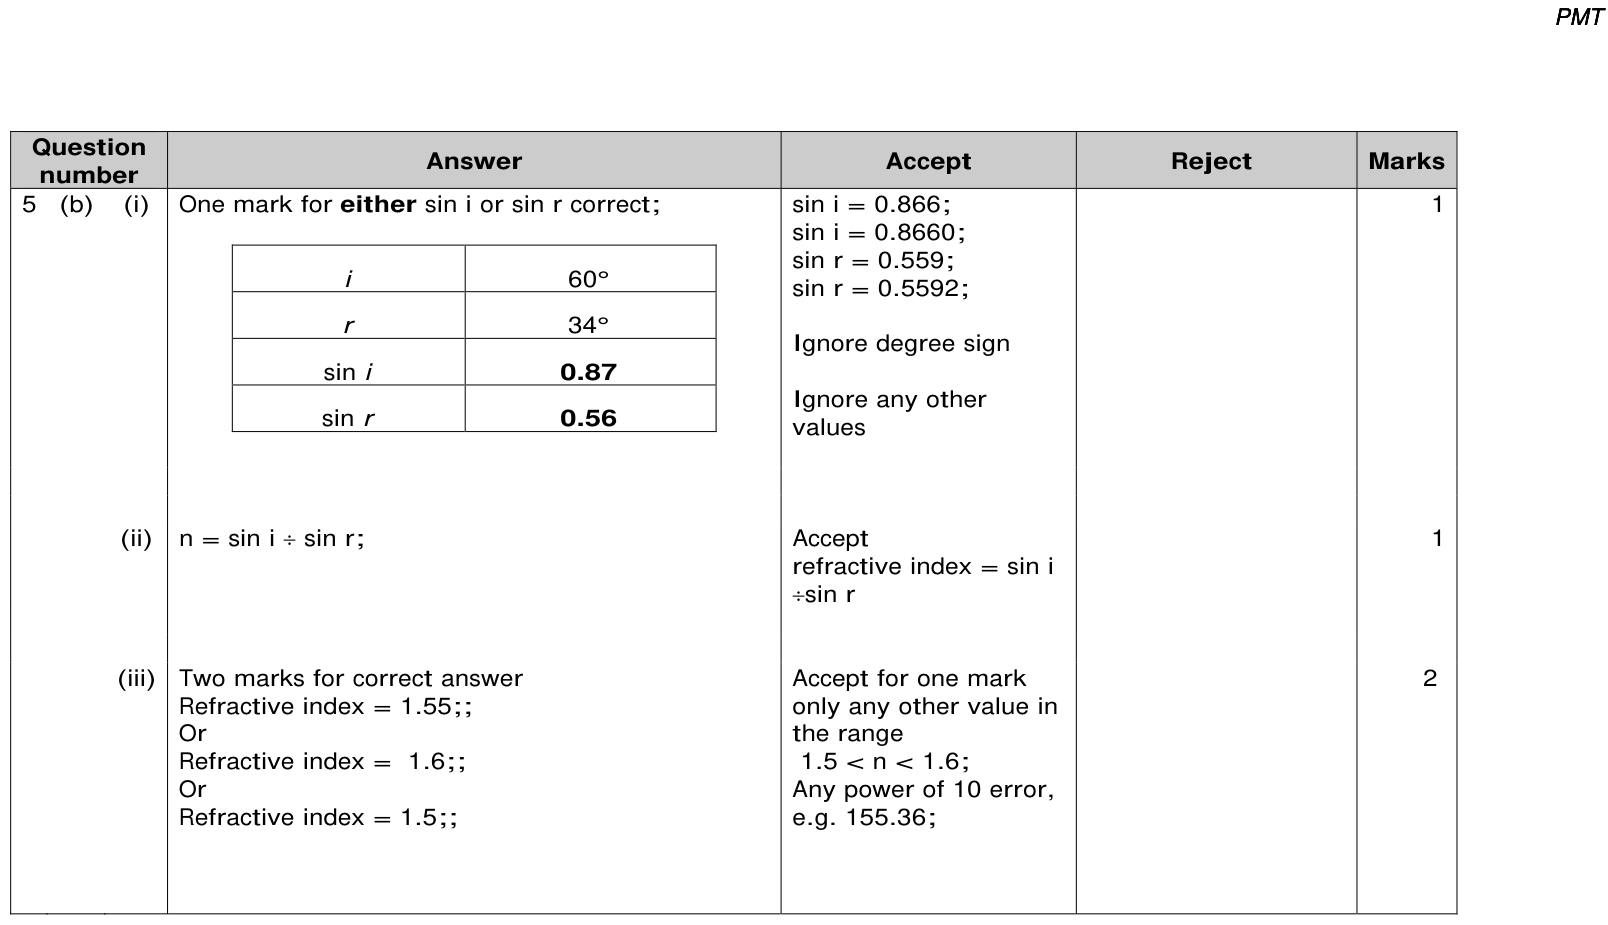 PMT
Question number Answer Accept Reject Marks
5 (b) (i) One mark for either sin i or sin r correct; sin i = 0.866; 1
sin i = 0.8660;
sin r = 0.559;
i 60° sin r = 0.5592;
r 34° Ignore degree sign
sin i 0.87
Ignore any other
sin r 0.56 values
(ii) n = sin i ÷ sin r; Accept 1
refractive index = sin i
÷sin r
(iii) Two marks for correct answer Accept for one mark 2
Refractive index = 1.55;; only any other value in
Or the range
Refractive index = 1.6;; 1.5 < n < 1.6;
Or Any power of 10 error,
Refractive index = 1.5;; e.g. 155.36;